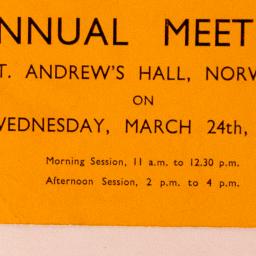 NNUAL MEET
T. ANDREW'S HALL, NORW
ON
WEDNESDAY, MARCH 24th,
Morning Session, 11 a.m. to 12.30 p.m.
Afternoon Session, 2 p.m. to 4 p.m.